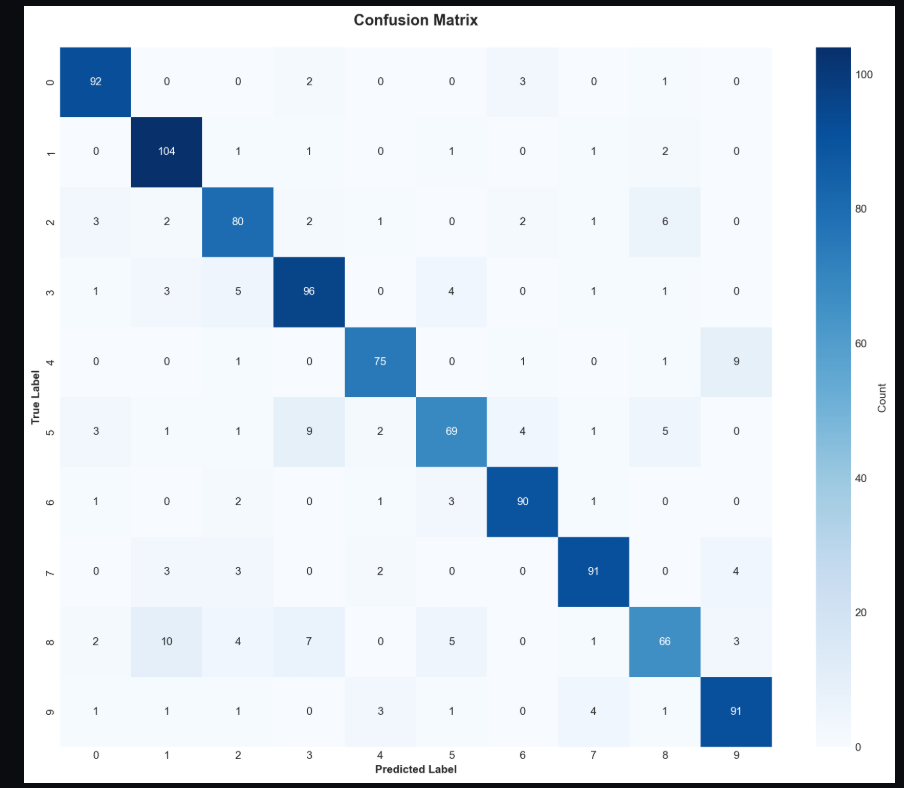 Confusion Matrix
0 92 0 0 2 0 0 3 0 1 0
1 0 104 1 1 0 1 0 1 2 0
2 3 2 80 2 1 0 2 1 6 0
3 1 3 5 96 0 4 0 1 1 0
4 0 0 1 0 75 0 1 0 1 9
5 3 1 1 9 2 69 4 1 5 0
6 1 0 2 0 1 3 90 1 0 0
7 0 3 3 0 2 0 0 91 0 4
8 2 10 4 7 0 5 0 1 66 3
9 1 1 1 0 3 1 0 4 1 91
0 1 2 3 4 5 6 7 8 9
True Label
Predicted Label
100
80
60
40
20
0
Count